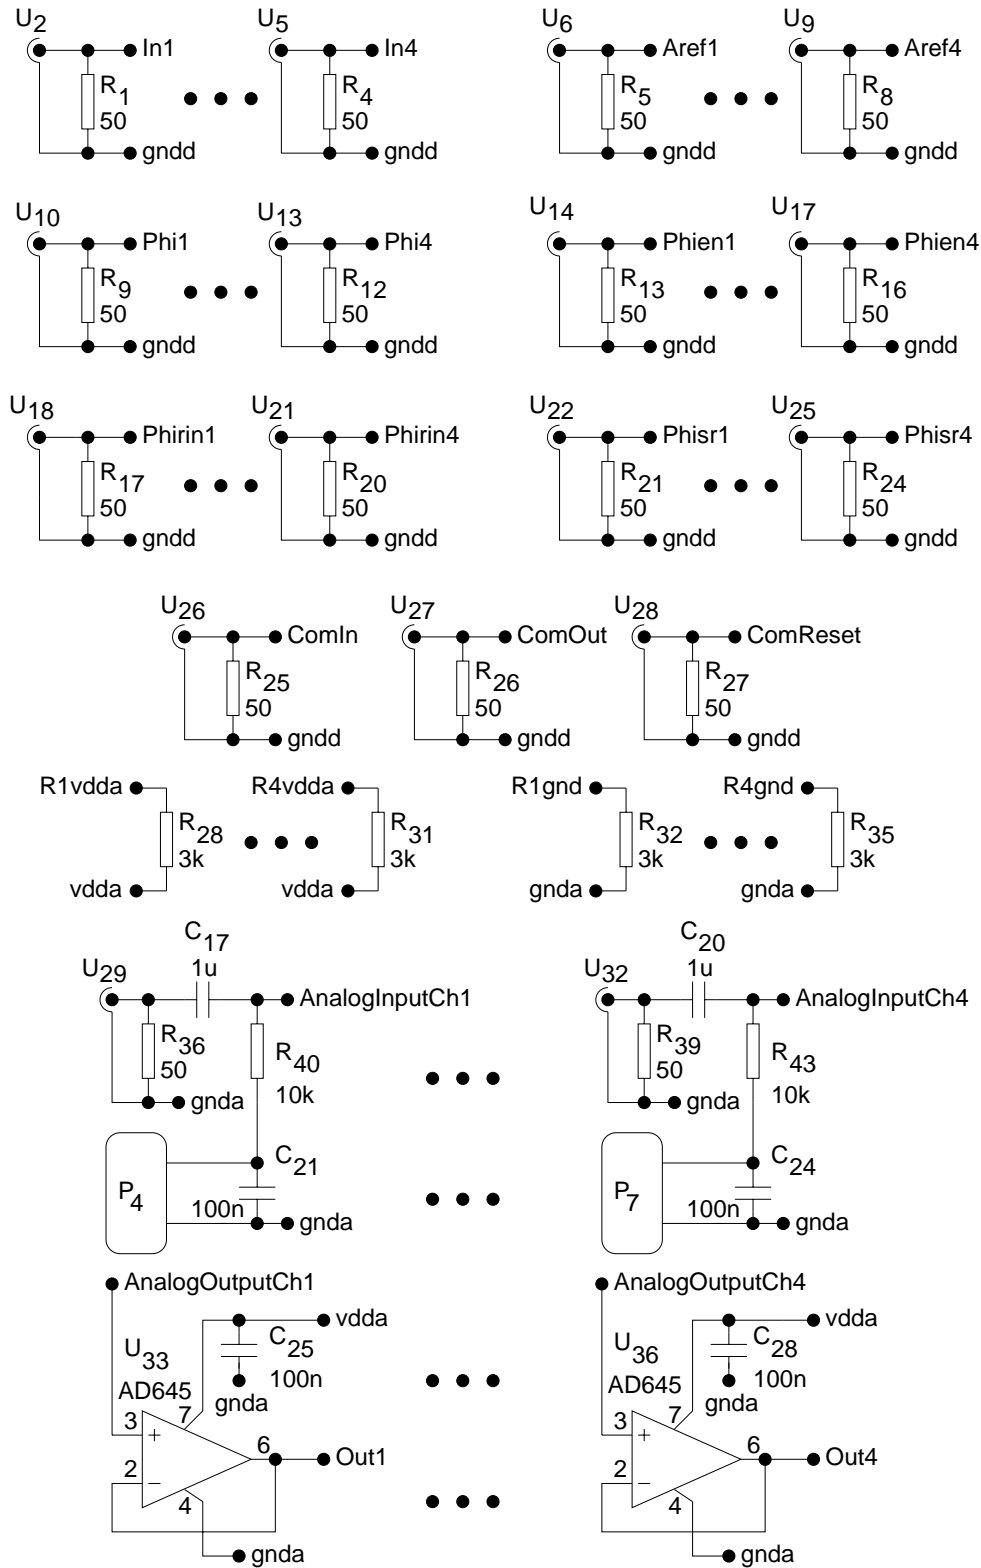 U2 U5 U6 U9
In1 In4 Aref1 Aref4
R1 R4 R5 R8
50 50 50 50
gndd gndd gndd gndd
U10 U13 U14 U17
Phi1 Phi4 Phien1 Phien4
R9 R12 R13 R16
50 50 50 50
gndd gndd gndd gndd
U18 U21 U22 U25
Phirin1 Phirin4 Phisr1 Phisr4
R17 R20 R21 R24
50 50 50 50
gndd gndd gndd gndd
U26 U27 U28
ComIn ComOut ComReset
R25 R26 R27
50 50 50
gndd gndd gndd
R1vdda R4vdda R1gnd R4gnd
R28 R31 R32 R35
3k 3k 3k 3k
vdda vdda gnda gnda
C17 C20
U29 1u U32 1u
AnalogInputCh1 AnalogInputCh4
R36 R40 R39 R43
50 10k 50 10k
gnda gnda
P4 C21 P7 C24
100n 100n
gnda gnda
AnalogOutputCh1 AnalogOutputCh4
vdda vdda
U33 C25 U36 C28
AD645 100n AD645 100n
gnda gnda
7 7
3 + 3 +
6 Out1 6 Out4
2 − 2 −
4 4
gnda gnda